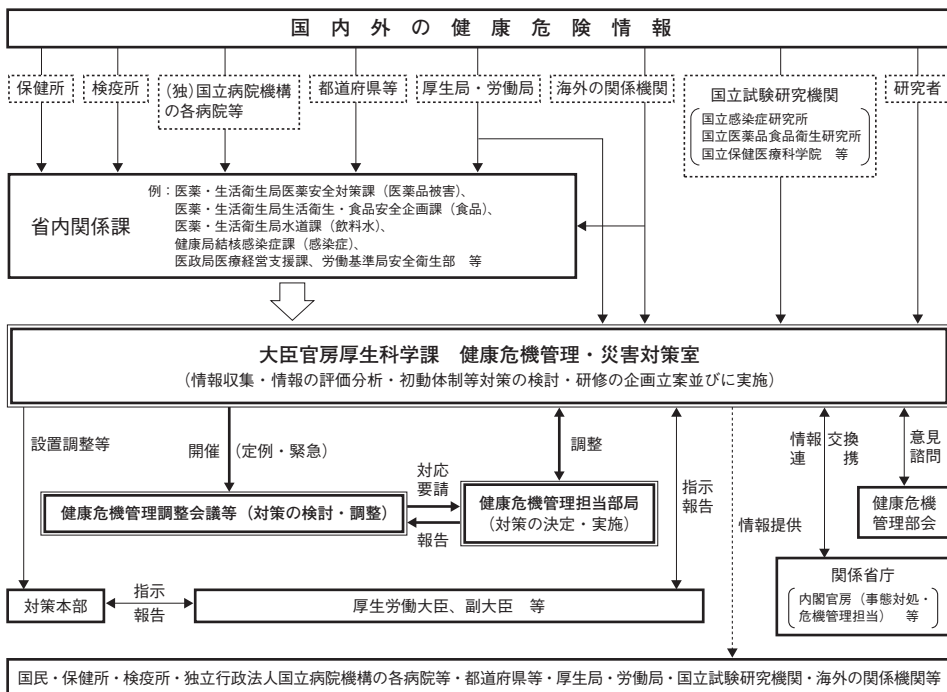 国内外の健康危険情報
保健所
検疫所
(独)国立病院機構
の各病院等
都道府県等
厚生局・労働局
海外の関係機関
国立試験研究機関
国立感染症研究所
国立医薬品食品衛生研究所
国立保健医療科学院　等
研究者
省内関係課
例：医薬・生活衛生局医薬安全対策課（医薬品被害）、
医薬・生活衛生局生活衛生・食品安全企画課（食品）、
医薬・生活衛生局水道課（飲料水）、
健康局結核感染症課（感染症）、
医政局医療経営支援課、労働基準局安全衛生部　等
大臣官房厚生科学課　健康危機管理・災害対策室
（情報収集・情報の評価分析・初動体制等対策の検討・研修の企画立案並びに実施）
設置調整等
開催（定例・緊急）
調整
指示
報告
情報提供
情報交換
連携
意見
諮問
対応
要請
報告
健康危機管理調整会議等（対策の検討・調整）
健康危機管理担当部局
（対策の決定・実施）
健康危機
管理部会
関係省庁
内閣官房（事態対処・
危機管理担当）　等
対策本部
指示
報告
厚生労働大臣、副大臣　等
国民・保健所・検疫所・独立行政法人国立病院機構の各病院等・都道府県等・厚生局・労働局・国立試験研究機関・海外の関係機関等